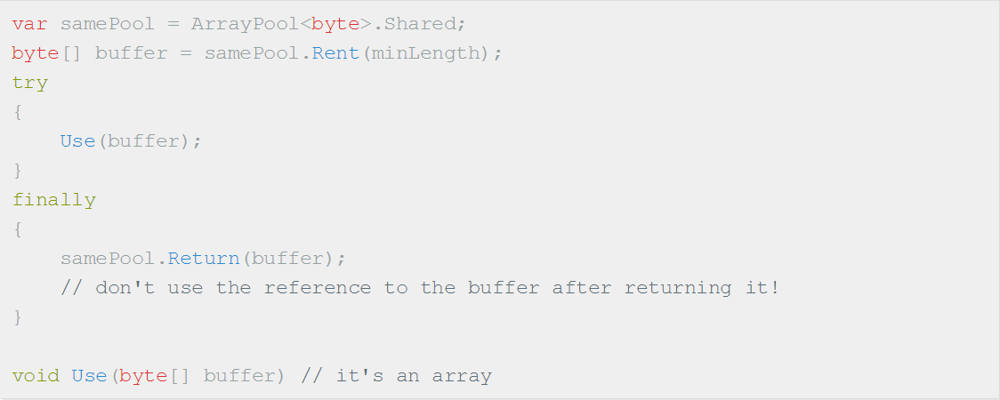 var samePool = ArrayPool<byte>.Shared;
byte[] buffer = samePool.Rent(minLength);
try
{
    Use(buffer);
}
finally
{
    samePool.Return(buffer);
    // don't use the reference to the buffer after returning it!
}
void Use(byte[] buffer) // it's an array